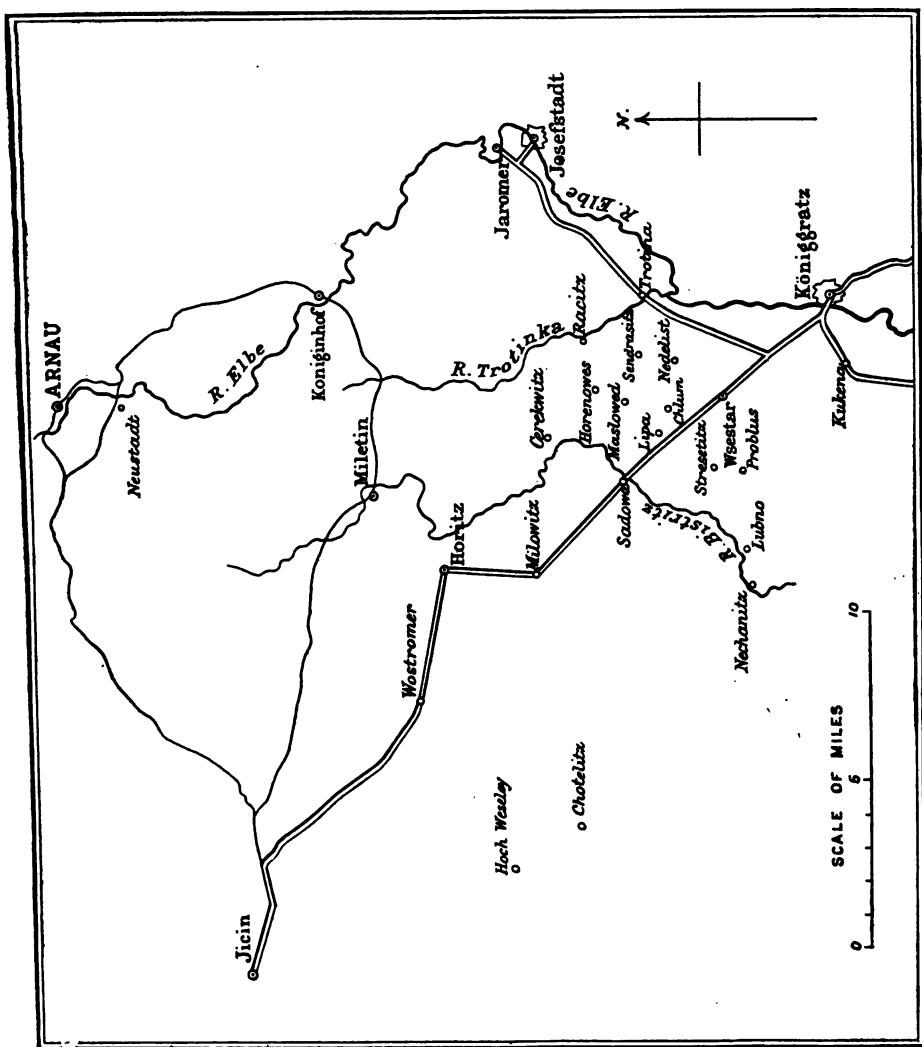 ARNAU
Neustadt
R. Elbe
Koniginhof
Jaromer
Josefstadt
R. Elbe
N.
Miletin
R. Trotinka
Jicin
Wostromer
Horitz
Milowitz
Cerekwitz
Racitz
Trotina
Horenowes
Sendrasitz
Maslowed
Nedelist
Lipa
Chlum
Sadowa
Königgratz
Hoch Weseley
Chotelitz
R. Bistritz
Stresetitz
Wsestar
Problus
Lubno
Nechanitz
Kukena
SCALE OF MILES
0 5 10